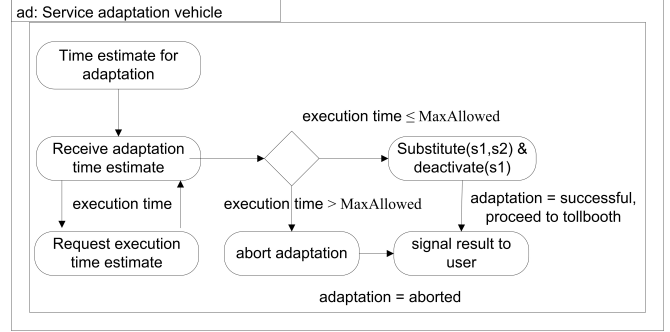 ad: Service adaptation vehicle
Time estimate for
adaptation
execution time ≤ MaxAllowed
Receive adaptation
time estimate
Substitute(s1,s2) &
deactivate(s1)
execution time
execution time > MaxAllowed
adaptation = successful,
proceed to tollbooth
Request execution
time estimate
abort adaptation
signal result to
user
adaptation = aborted